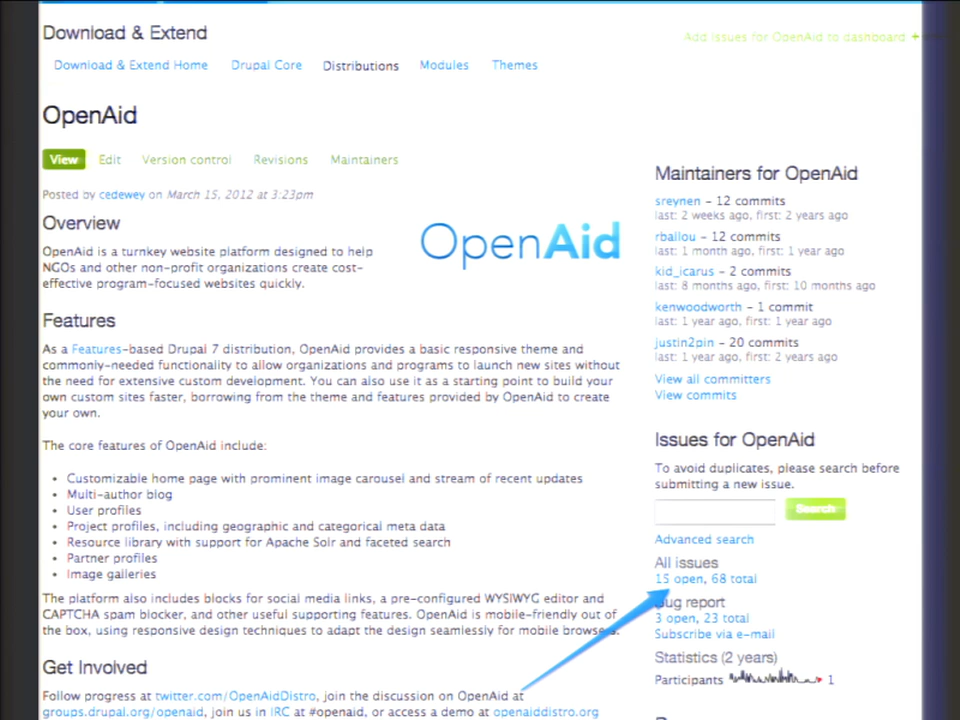 Download & Extend
Add issues for OpenAid to dashboard +
Download & Extend Home Drupal Core Distributions Modules Themes
OpenAid
View Edit Version control Revisions Maintainers
Posted by cedewey on March 15, 2012 at 3:23pm
Overview
OpenAid is a turnkey website platform designed to help
NGOs and other non-profit organizations create cost-
effective program-focused websites quickly.
OpenAid
Features
As a Features-based Drupal 7 distribution, OpenAid provides a basic responsive theme and
commonly-needed functionality to allow organizations and programs to launch new sites without
the need for extensive custom development. You can also use it as a starting point to build your
own custom sites faster, borrowing from the theme and features provided by OpenAid to create
your own.
The core features of OpenAid include:
• Customizable home page with prominent image carousel and stream of recent updates
• Multi-author blog
• User profiles
• Project profiles, including geographic and categorical meta data
• Resource library with support for Apache Solr and faceted search
• Partner profiles
• Image galleries
The platform also includes blocks for social media links, a pre-configured WYSIWYG editor and
CAPTCHA spam blocker, and other useful supporting features. OpenAid is mobile-friendly out of
the box, using responsive design techniques to adapt the design seamlessly for mobile browsers.
Get Involved
Follow progress at twitter.com/OpenAidDistro, join the discussion on OpenAid at
groups.drupal.org/openaid, join us in IRC at #openaid, or access a demo at openaiddistro.org
Maintainers for OpenAid
sreynen – 12 commits
last: 2 weeks ago, first: 2 years ago
rballou – 12 commits
last: 1 month ago, first: 1 year ago
kid_icarus – 2 commits
last: 8 months ago, first: 10 months ago
kenwoodworth – 1 commit
last: 1 year ago, first: 1 year ago
justin2pin – 20 commits
last: 1 year ago, first: 2 years ago
View all committers
View commits
Issues for OpenAid
To avoid duplicates, please search before
submitting a new issue.
Search
Advanced search
All issues
15 open, 68 total
Bug report
3 open, 23 total
Subscribe via e-mail
Statistics (2 years)
Participants 1